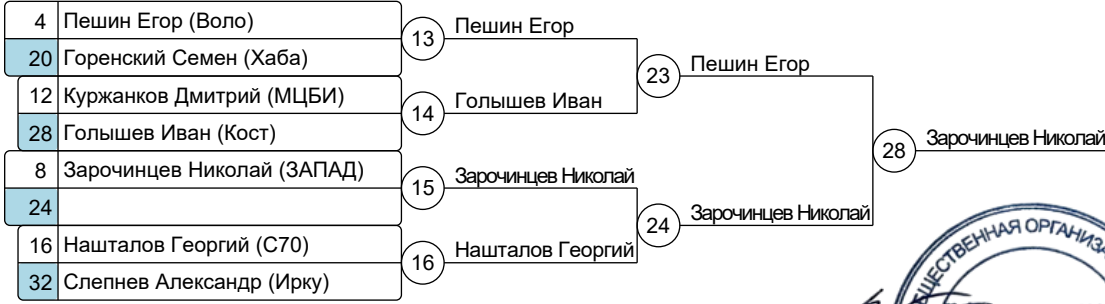 4 Пешин Егор (Воло)
20 Горенский Семен (Хаба)
13 Пешин Егор
12 Куржанков Дмитрий (МЦБИ)
28 Голышев Иван (Кост)
14 Голышев Иван
23 Пешин Егор
8 Зарочинцев Николай (ЗАПАД)
24
15 Зарочинцев Николай
16 Нашталов Георгий (С70)
32 Слепнев Александр (Ирку)
16 Нашталов Георгий
24 Зарочинцев Николай
28 Зарочинцев Николай